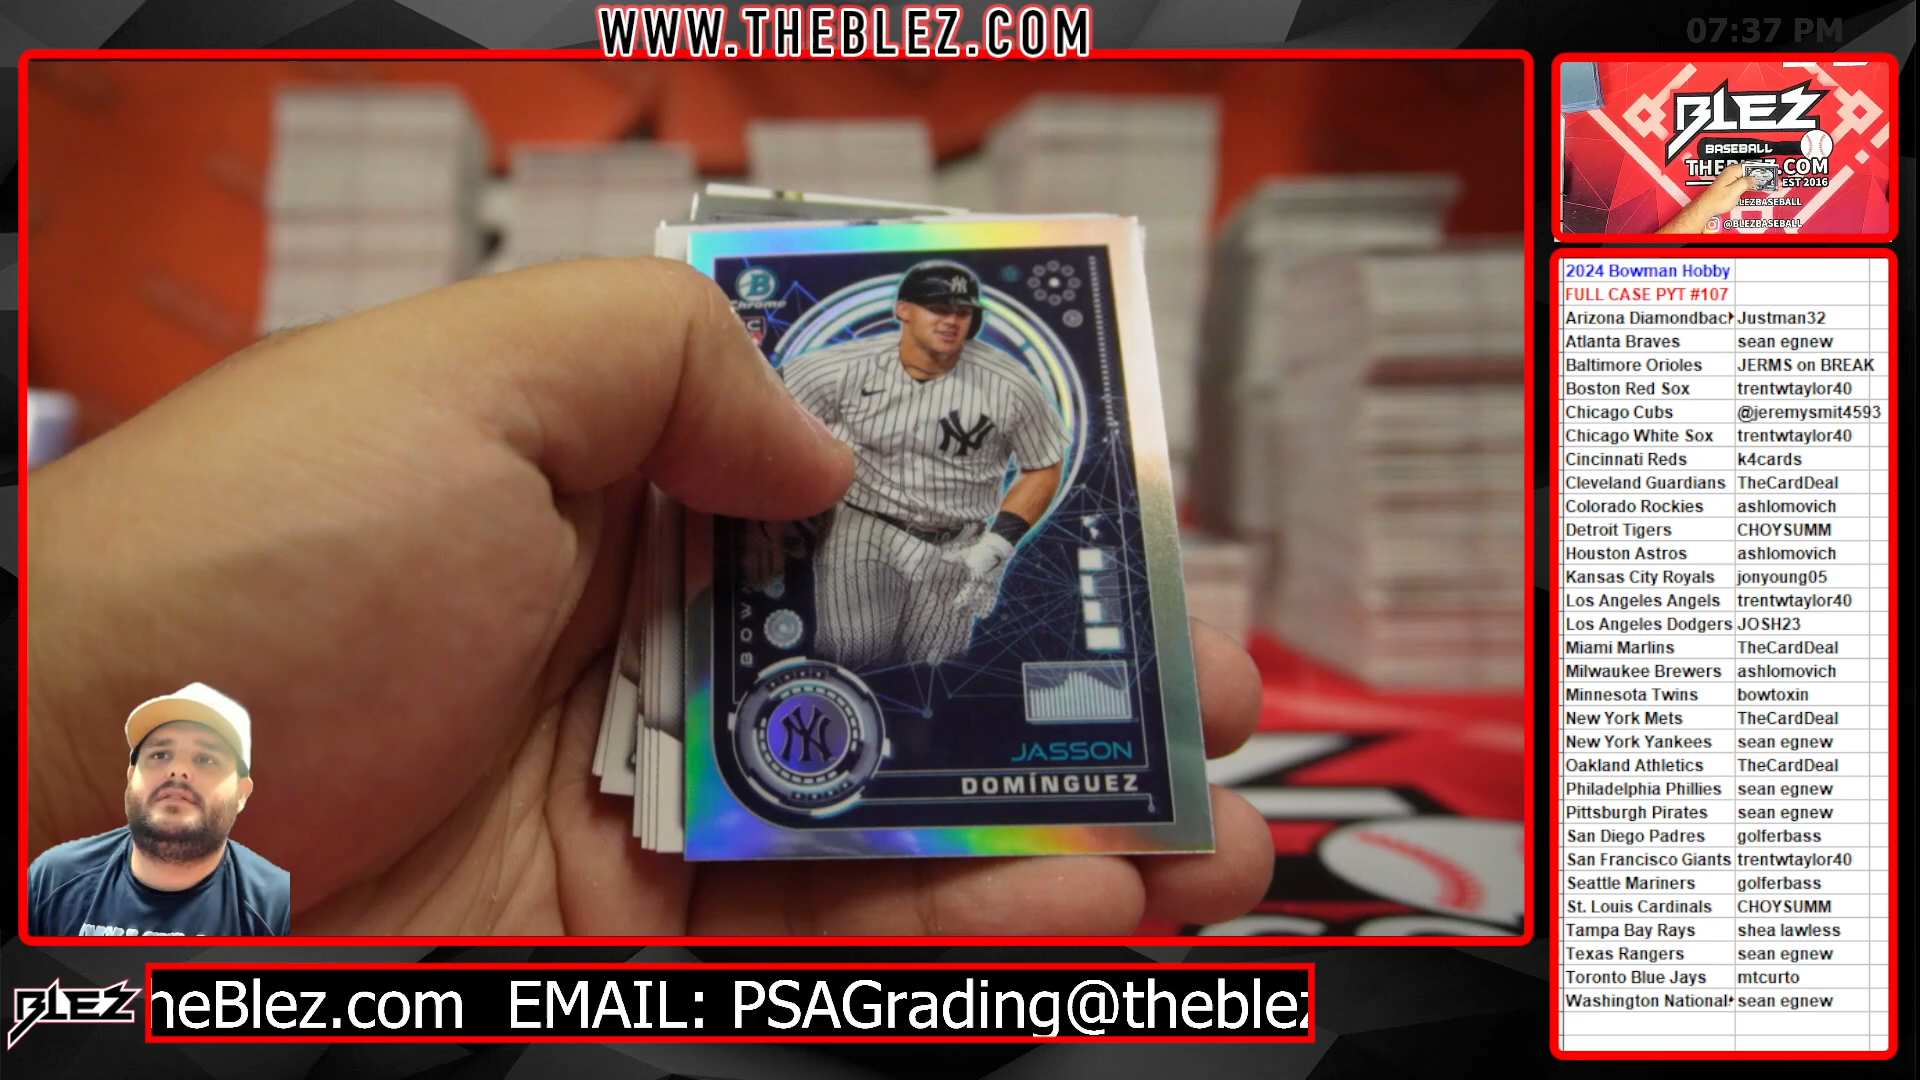 WWW.THEBLEZ.COM
07:37 PM
BLEZ
BASEBALL
EST 2016
@BLEZBASEBALL
B
Chrome
NY
NY
JASSON
DOMÍNGUEZ
2024 Bowman Hobby
FULL CASE PYT #107
Arizona Diamondbac Justman32
Atlanta Braves sean egnew
Baltimore Orioles JERMS on BREAK
Boston Red Sox trentwtaylor40
Chicago Cubs @jeremysmit4593
Chicago White Sox trentwtaylor40
Cincinnati Reds k4cards
Cleveland Guardians TheCardDeal
Colorado Rockies ashlomovich
Detroit Tigers CHOYSUMM
Houston Astros ashlomovich
Kansas City Royals jonyoung05
Los Angeles Angels trentwtaylor40
Los Angeles Dodgers JOSH23
Miami Marlins TheCardDeal
Milwaukee Brewers ashlomovich
Minnesota Twins bowtoxin
New York Mets TheCardDeal
New York Yankees sean egnew
Oakland Athletics TheCardDeal
Philadelphia Phillies sean egnew
Pittsburgh Pirates sean egnew
San Diego Padres golferbass
San Francisco Giants trentwtaylor40
Seattle Mariners golferbass
St. Louis Cardinals CHOYSUMM
Tampa Bay Rays shea lawless
Texas Rangers sean egnew
Toronto Blue Jays mtcurto
Washington National sean egnew
BLEZ
heBlez.com EMAIL: PSAGrading@theblez